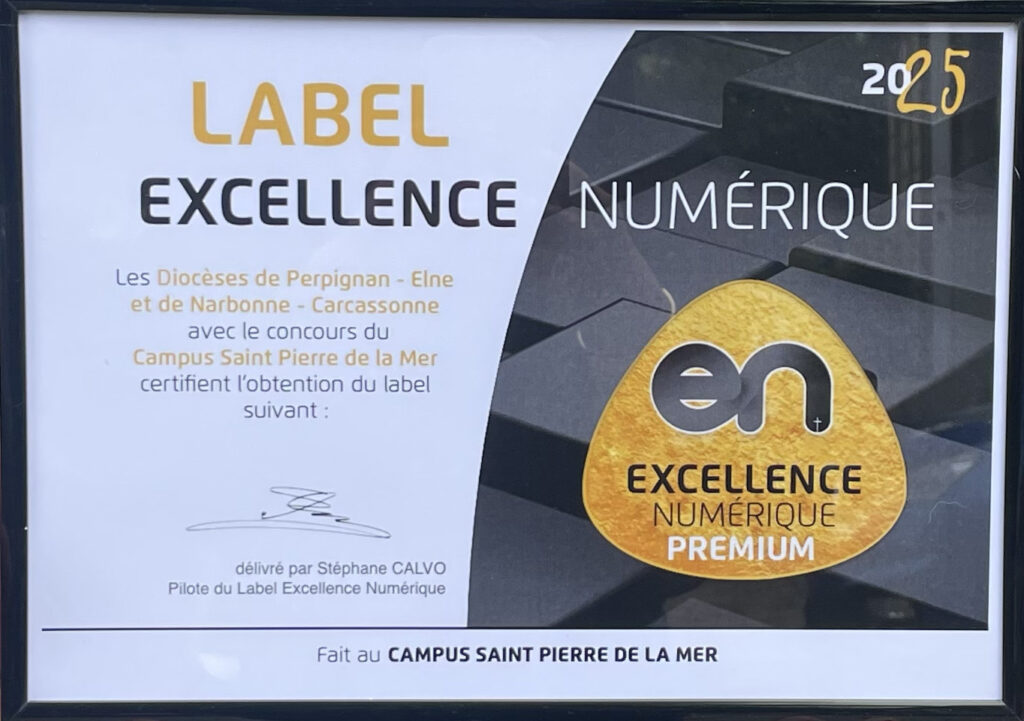 2025
LABEL
EXCELLENCE NUMÉRIQUE
Les Diocèses de Perpignan - Elne
et de Narbonne - Carcassonne
avec le concours du
Campus Saint Pierre de la Mer
certifient l'obtention du label
suivant :
en
EXCELLENCE
NUMÉRIQUE
PREMIUM
délivré par Stéphane CALVO
Pilote du Label Excellence Numérique
Fait au CAMPUS SAINT PIERRE DE LA MER